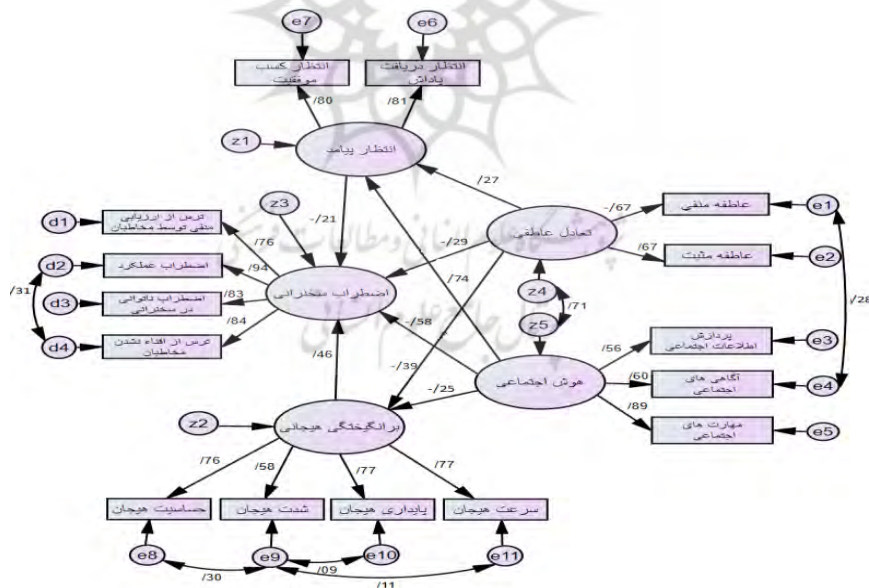 e7
e6
انتظار کسب
موفقیت
انتظار دریافت
پاداش
/80
/81
z1
انتظار پیامد
/27
-/67
عاطفه منفی
e1
z3
-/21
d1
ترس از ارزیابی
منفی توسط مخاطبان
/76
تعادل عاطفی
-/29
/67
عاطفه مثبت
e2
d2
اضطراب عملکرد
/94
/74
z4
/71
/31
اضطراب سخنرانی
/28
d3
اضطراب ناتوانی
در سخنرانی
/83
z5
-/58
d4
ترس از اقناع نشدن
مخاطبان
/84
/56
پردازش
اطلاعات اجتماعی
e3
/46
-/39
هوش اجتماعی
/60
آگاهی های
اجتماعی
e4
-/25
/89
z2
برانگیختگی هیجانی
مهارت های
اجتماعی
e5
/76
/58
/77
/77
حساسیت هیجان
شدت هیجان
پایداری هیجان
سرعت هیجان
e8
e9
e10
e11
/30
/09
/11